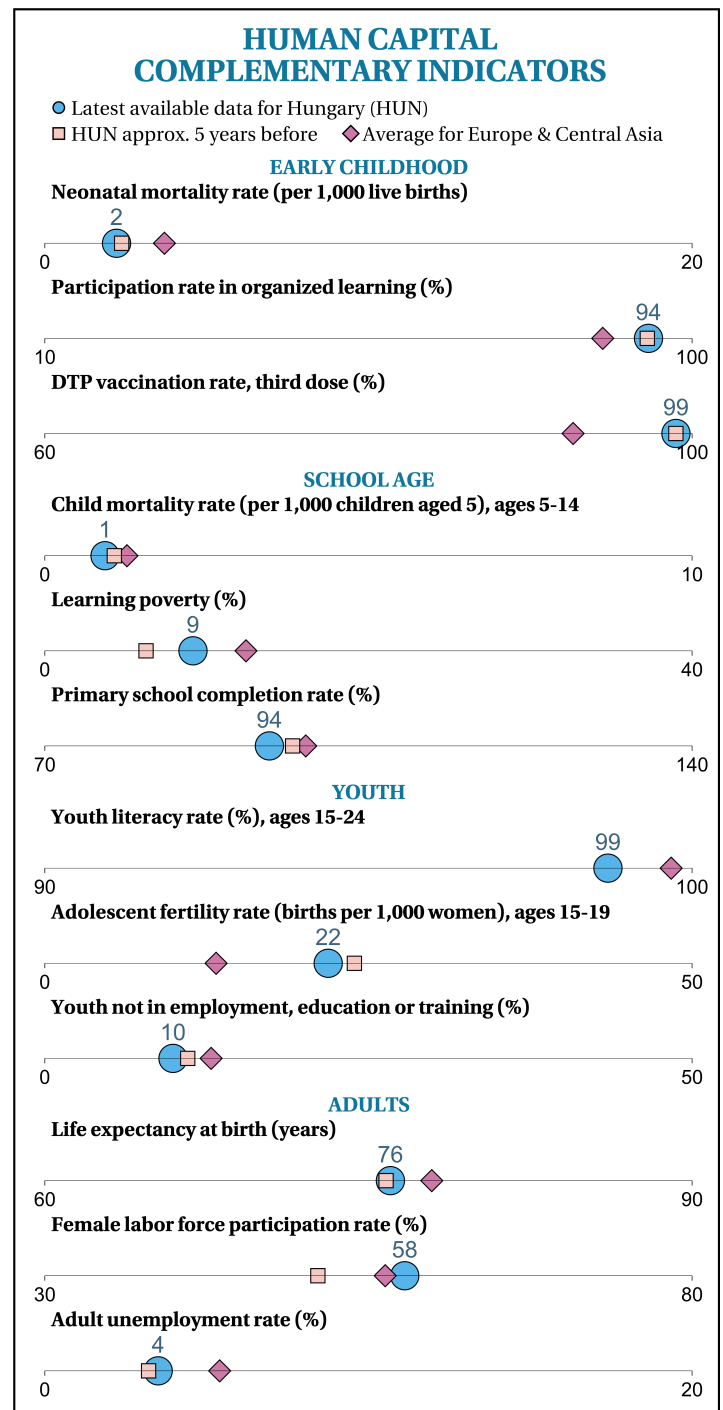 HUMAN CAPITAL
COMPLEMENTARY INDICATORS
Latest available data for Hungary (HUN)
HUN approx. 5 years before Average for Europe & Central Asia
EARLY CHILDHOOD
Neonatal mortality rate (per 1,000 live births)
2
0 20
Participation rate in organized learning (%)
94
10 100
DTP vaccination rate, third dose (%)
99
60 100
SCHOOL AGE
Child mortality rate (per 1,000 children aged 5), ages 5-14
1
0 10
Learning poverty (%)
9
0 40
Primary school completion rate (%)
94
70 140
YOUTH
Youth literacy rate (%), ages 15-24
99
90 100
Adolescent fertility rate (births per 1,000 women), ages 15-19
22
0 50
Youth not in employment, education or training (%)
10
0 50
ADULTS
Life expectancy at birth (years)
76
60 90
Female labor force participation rate (%)
58
30 80
Adult unemployment rate (%)
4
0 20